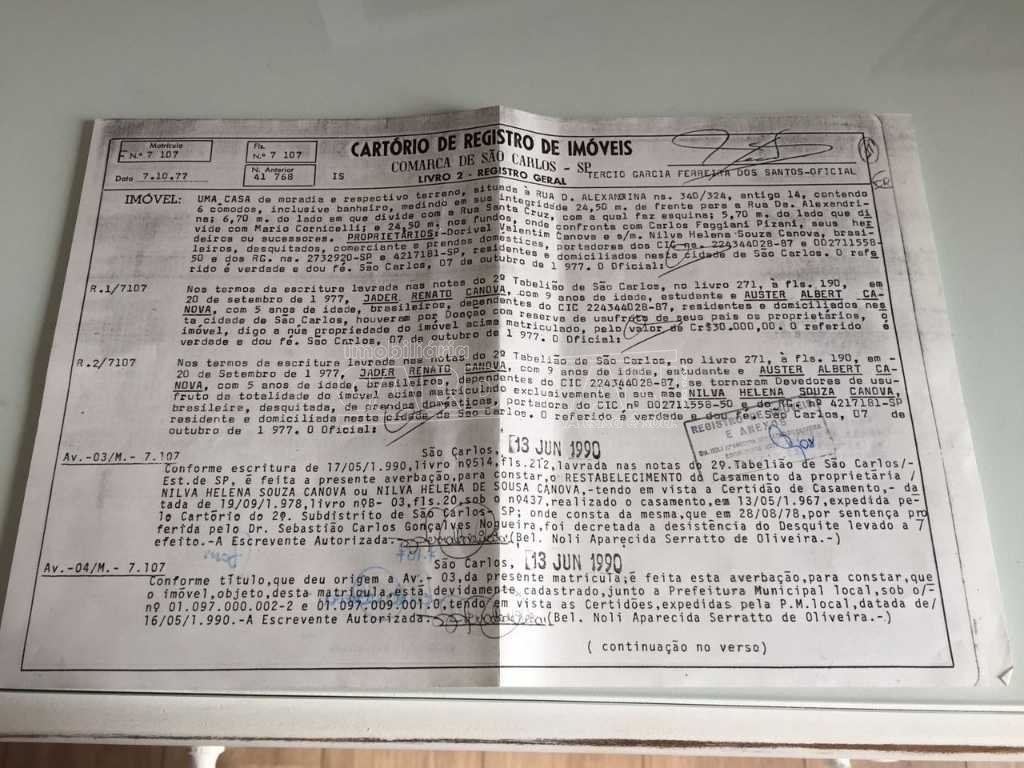 Matrícula
N.º 7 107
Fls.
N.º 7 107
CARTÓRIO DE REGISTRO DE IMÓVEIS
COMARCA DE SÃO CARLOS - SP
Data 7.10.77
N. Anterior
41 768
IS
LIVRO 2 - REGISTRO GERAL
TERCIO GARCIA FERREIRA DOS SANTOS-OFICIAL
IMÓVEL: UMA CASA de moradia e respectivo terreno, situada à RUA D. ALEXANDRINA ns. 340/324, antigo 14, contendo
6 comodos, inclusive banheiro, medindo em sua integridade 24,50 m. de frente para a Rua Da. Alexandri-
na; 6,70 m. do lado em que divide com a Rua Santa Cruz, com a qual faz esquina; 5,70 m. do lado que di
vide com Mario Cornicelli; e 24,50 m. nos fundos, onde confronta com Carlos Faggiani Pizani, seus her
deiros ou sucessores. PROPRIETÁRIOS:-Dorival Valentim Canova e s/m. Nilva Helena Souza Canova, brasi-
leiros, desquitados, comerciante e prendas domésticas, portadores dos CIC na. 224344028-87 e 002711558-
50 e dos RG. na. 2732920-SP e 4217181-SP, residentes e domiciliados nesta cidade de São Carlos. O refe
rido é verdade e dou fé. São Carlos, 07 de outubro de 1 977. O Oficial:
R.1/7107 Nos termos da escritura lavrada nas notas do 2º Tabelião de São Carlos, no livro 271, à fls. 190, em
20 de setembro de 1 977, JADER RENATO CANOVA, com 9 anos de idade, estudante e AUSTER ALBERT CA-
NOVA, com 5 anos de idade, brasileiros, dependentes do CIC 224344028-87, residentes e domiciliados nes
ta cidade de São Carlos, houveram por Doação com reserva de usufruto de seus pais os proprietários, o
imóvel, digo a núa propriedade do imóvel acima matriculado, pelo valor de Cr$30.000,00. O referido é
verdade e dou fé. São Carlos, 07 de outubro de 1 977. O Oficial:
R.2/7107 Nos termos da escritura lavrada nas notas do 2º Tabelião de São Carlos, no livro 271, à fls. 190, em -
20 de Setembro de 1 977, JADER RENATO CANOVA, com 9 anos de idade, estudante e AUSTER ALBERT CA-
NOVA, com 5 anos de idade, brasileiros, dependentes do CIC 224344028-87, se tornaram Devedores de usu-
fruto da totalidade do imóvel acima matriculado exclusivamente a sua mãe NILVA HELENA SOUZA CANOVA,
brasileira, desquitada, de prendas domésticas, portadora do CIC nº 002711558-50 e do RG. nº 4217181-SP
residente e domiciliada nesta cidade de São Carlos. O referido é verdade e dou fé. São Carlos, 07 de
outubro de 1 977. O Oficial:
imobiliária
REGISTRO
E ANEXOS
São Carlos, 13 JUN 1990
Av.-03/M.- 7.107
Conforme escritura de 17/05/1.990, livro nº514, fls.212, lavrada nas notas do 2º.Tabelião de São Carlos/-
Est.de SP, é feita a presente averbação, para constar, o RESTABELECIMENTO do Casamento da proprietária /
NILVA HELENA SOUZA CANOVA ou NILVA HELENA DE SOUSA CANOVA,-tendo em vista a Certidão de Casamento,- da
tada de 19/09/1.978, livro nºB- 03, fls.20, sob o nº437, realizado o casamento, em 13/05/1.967, expedida pe-
lo Cartório do 2º. Subdistrito de São Carlos-SP; onde consta da mesma, que em 28/08/78, por sentença pro
ferida pelo Dr. Sebastião Carlos Gonçalves Nogueira, foi decretada a desistência do Desquite levado a 7
efeito.-A Escrevente Autorizada. (Bel. Noli Aparecida Serratto de Oliveira.-)
São Carlos, 13 JUN 1990
Av.-04/M.- 7.107
Conforme título, que deu origem a Av.- 03, da presente matrícula; é feita esta averbação, para constar, que
o imóvel, objeto, desta matrícula, está devidamente cadastrado, junto a Prefeitura Municipal local, sob o/-
nº 01.097.000.002-2 e 01.097.009.001.0, tendo em vista as Certidões, expedidas pela P.M.local, datada de/
16/05/1.990.-A Escrevente Autorizada. (Bel. Noli Aparecida Serratto de Oliveira.-)
( continuação no verso)